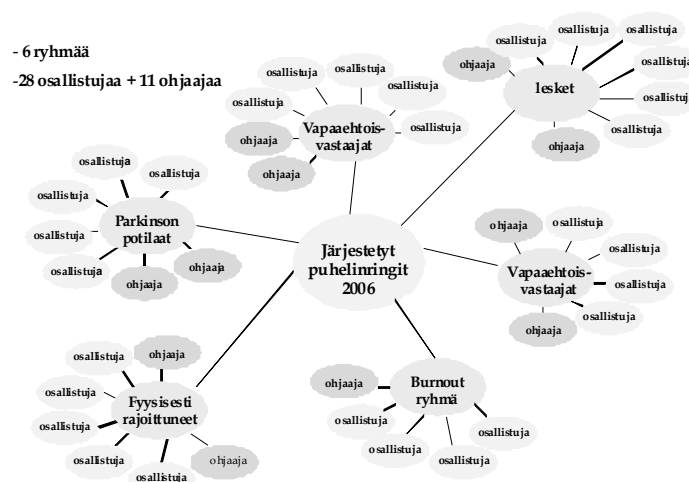 - 6 ryhmää
-28 osallistujaa + 11 ohjaajaa
Järjestetyt
puhelinringit
2006
Vapaaehtois-
vastaajat
osallistuja
osallistuja
osallistuja
osallistuja
osallistuja
ohjaaja
ohjaaja
lesket
ohjaaja
osallistuja
osallistuja
osallistuja
osallistuja
osallistuja
osallistuja
ohjaaja
Parkinson
potilaat
osallistuja
osallistuja
osallistuja
osallistuja
osallistuja
ohjaaja
ohjaaja
Vapaaehtois-
vastaajat
ohjaaja
osallistuja
osallistuja
osallistuja
osallistuja
ohjaaja
Fyysisesti
rajoittuneet
osallistuja
ohjaaja
osallistuja
osallistuja
osallistuja
osallistuja
ohjaaja
Burnout
ryhmä
ohjaaja
osallistuja
osallistuja
osallistuja
osallistuja